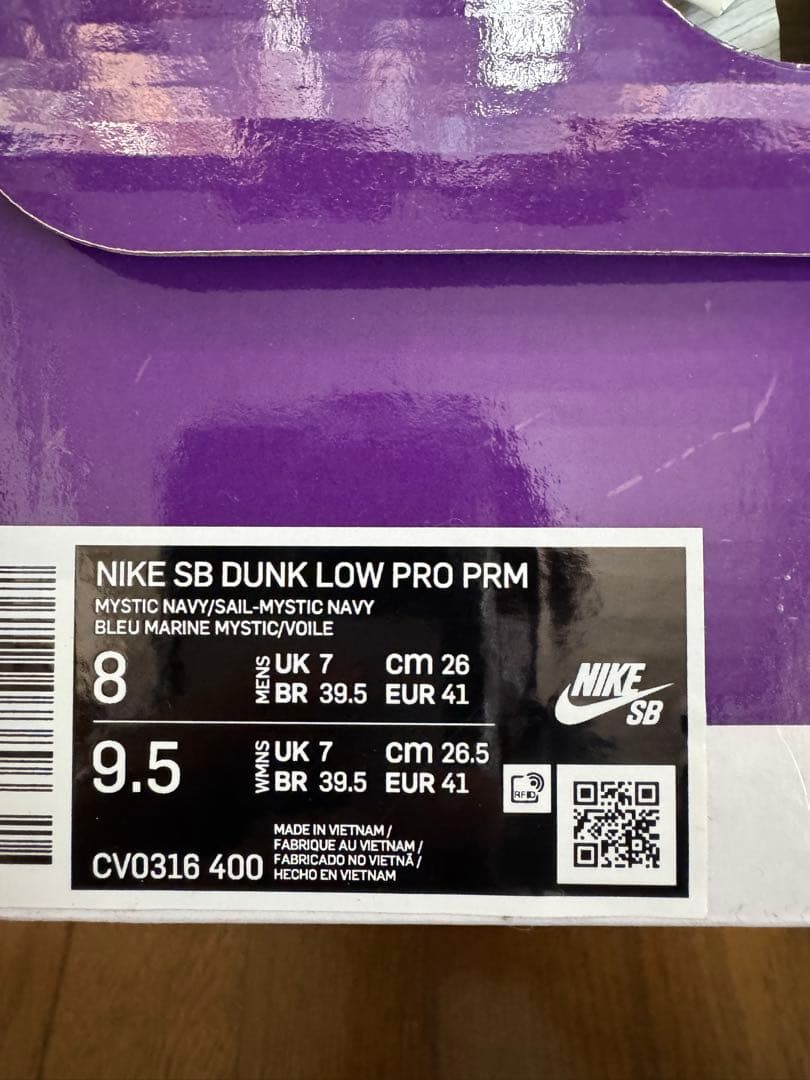 NIKE SB DUNK LOW PRO PRM
MYSTIC NAVY/SAIL-MYSTIC NAVY
BLEU MARINE MYSTIC/VOILE
8 MENS UK 7 cm 26
BR 39.5 EUR 41
NIKE
SB
9.5 WMNS UK 7 cm 26.5
BR 39.5 EUR 41
RFID
CV0316 400
MADE IN VIETNAM /
FABRIQUE AU VIETNAM /
FABRICADO NO VIETNÃ /
HECHO EN VIETNAM